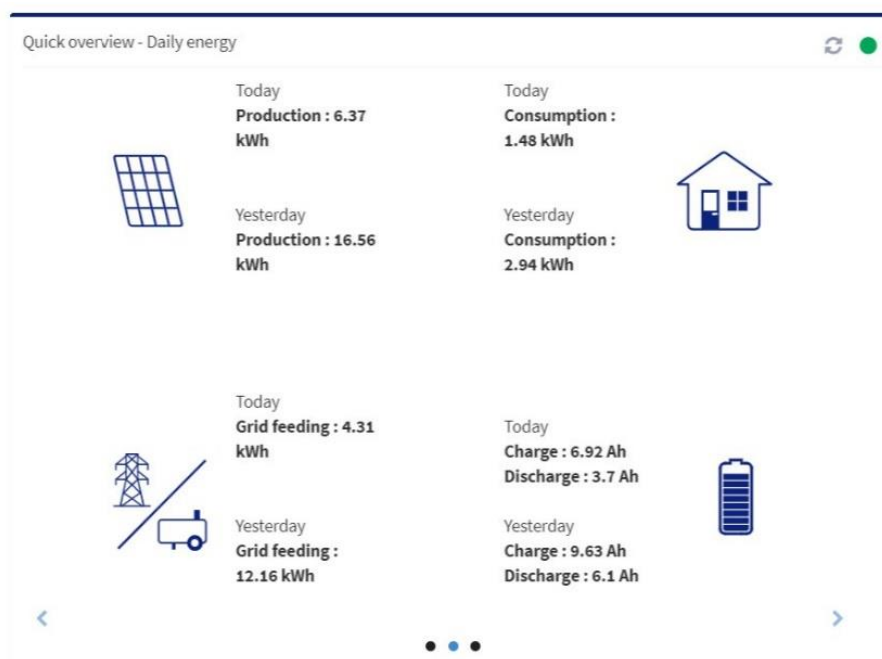 Quick overview - Daily energy
Today
Production : 6.37
kWh
Yesterday
Production : 16.56
kWh
Today
Consumption :
1.48 kWh
Yesterday
Consumption :
2.94 kWh
Today
Grid feeding : 4.31
kWh
Yesterday
Grid feeding :
12.16 kWh
Today
Charge : 6.92 Ah
Discharge : 3.7 Ah
Yesterday
Charge : 9.63 Ah
Discharge : 6.1 Ah